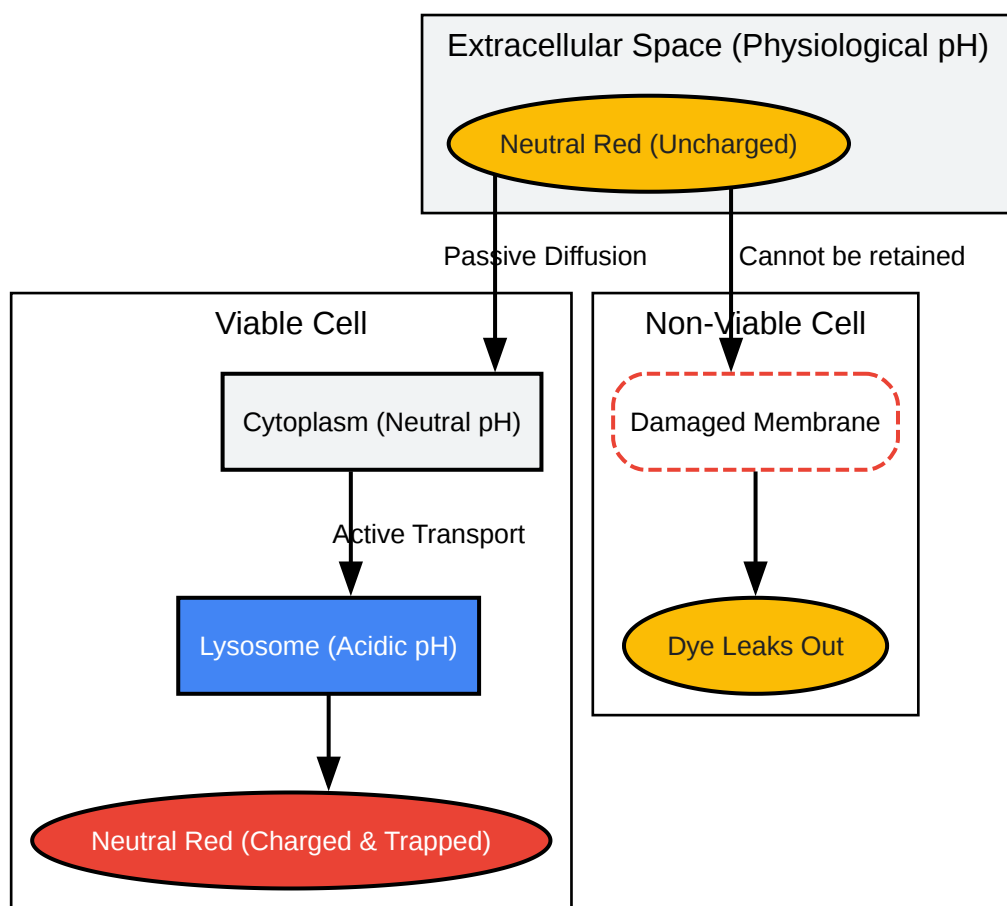 Extracellular Space (Physiological pH)
Neutral Red (Uncharged)
Passive Diffusion
Cannot be retained
Viable Cell
Non-Viable Cell
Cytoplasm (Neutral pH)
Damaged Membrane
Active Transport
Lysosome (Acidic pH)
Dye Leaks Out
Neutral Red (Charged & Trapped)